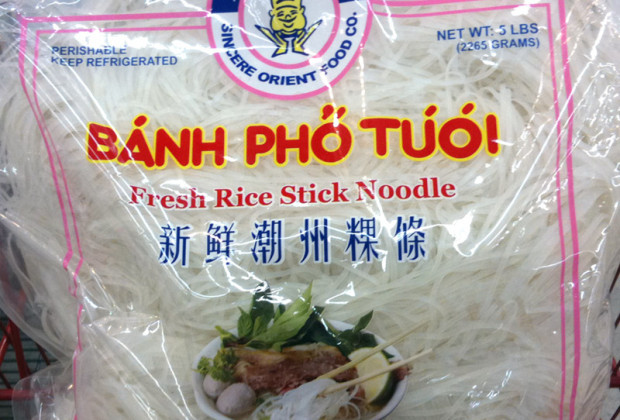 SINCERE ORIENT FOOD CO.
PERISHABLE
KEEP REFRIGERATED
NET WT: 5 LBS
(2265 GRAMS)
BÁNH PHỞ TƯƠI
Fresh Rice Stick Noodle
新鮮潮州粿條